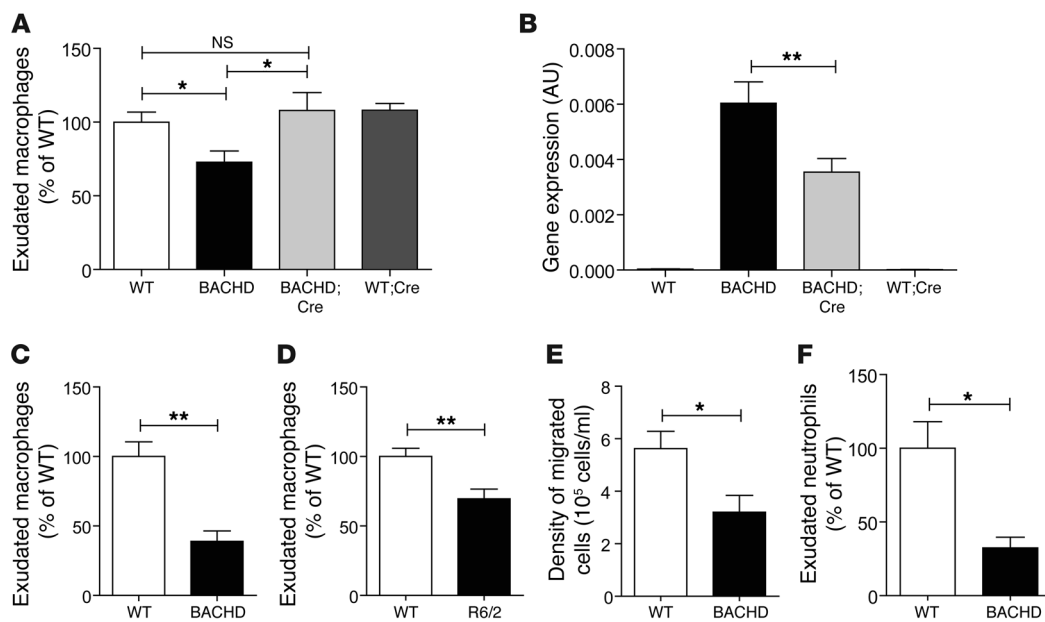 A
Exudated macrophages
(% of WT)
150
100
50
0
NS
*
*
WT
BACHD
BACHD;
Cre
WT;Cre
B
Gene expression (AU)
0.008
0.006
0.004
0.002
0.000
**
WT
BACHD
BACHD;
Cre
WT;Cre
C
Exudated macrophages
(% of WT)
150
100
50
0
**
WT
BACHD
D
Exudated macrophages
(% of WT)
150
100
50
0
**
WT
R6/2
E
Density of migrated
cells (10⁵ cells/ml)
8
6
4
2
0
*
WT
BACHD
F
Exudated neutrophils
(% of WT)
150
100
50
0
*
WT
BACHD